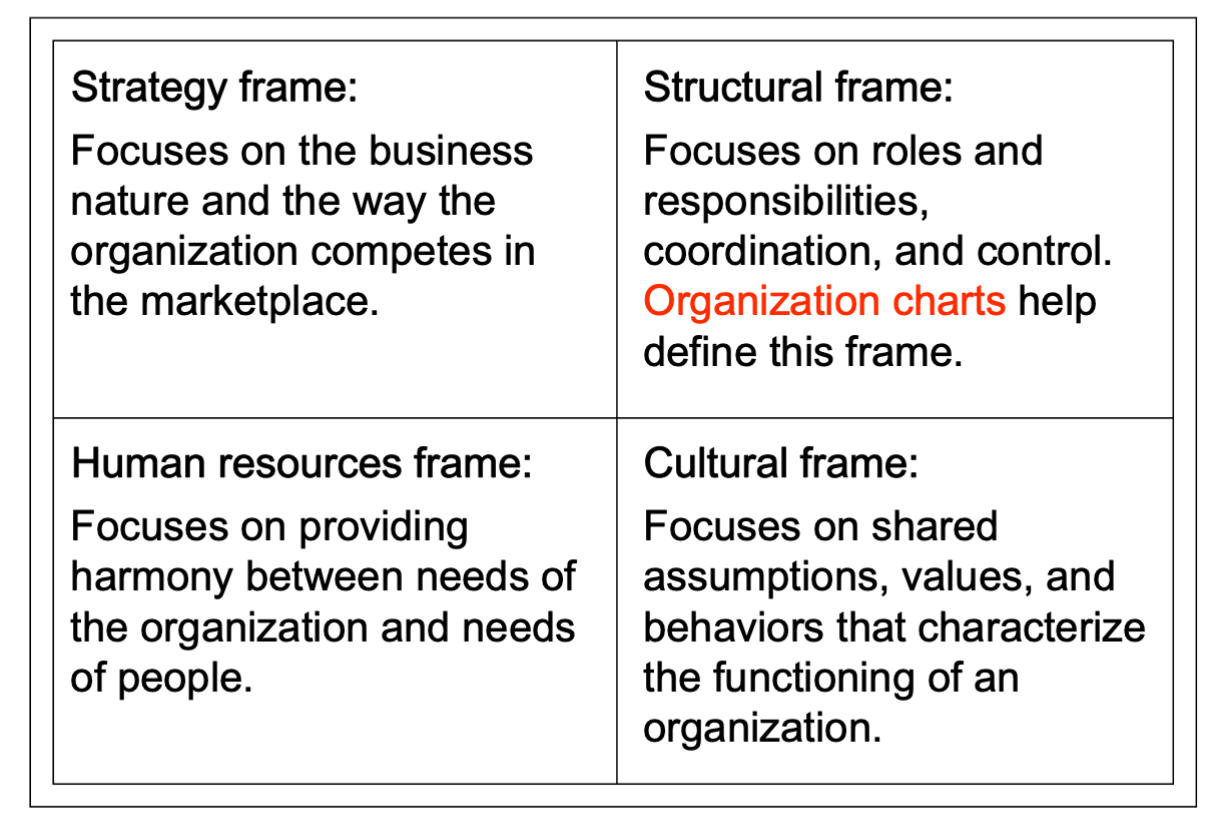 Strategy frame:
Focuses on the business
nature and the way the
organization competes in
the marketplace.
Structural frame:
Focuses on roles and
responsibilities,
coordination, and control.
Organization charts help
define this frame.
Human resources frame:
Focuses on providing
harmony between needs of
the organization and needs
of people.
Cultural frame:
Focuses on shared
assumptions, values, and
behaviors that characterize
the functioning of an
organization.